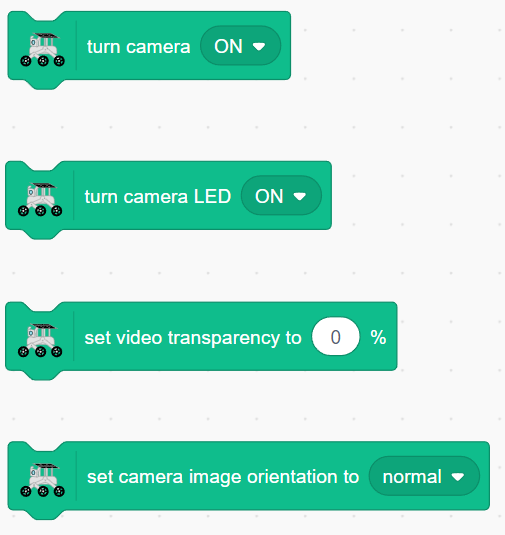 turn camera ON
turn camera LED ON
set video transparency to 0 %
set camera image orientation to normal